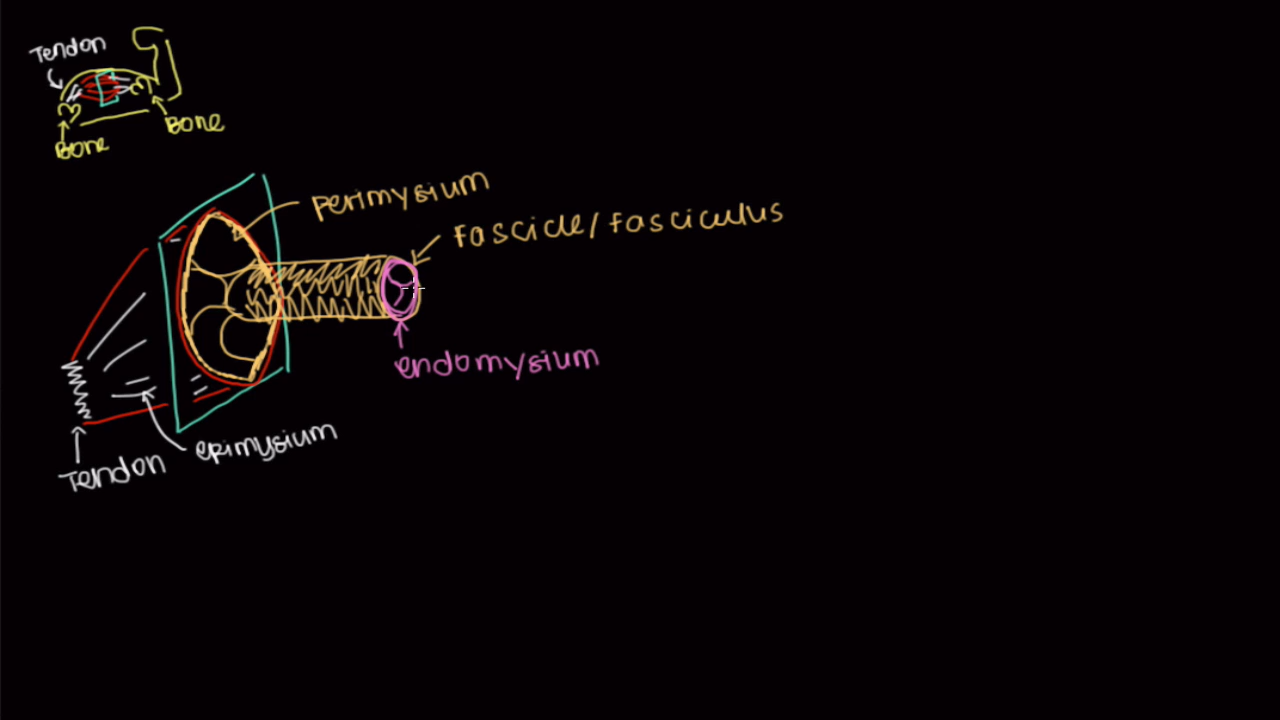 Tendon
Bone
Bone
perimysium
fascicle/fasciculus
endomysium
epimysium
Tendon